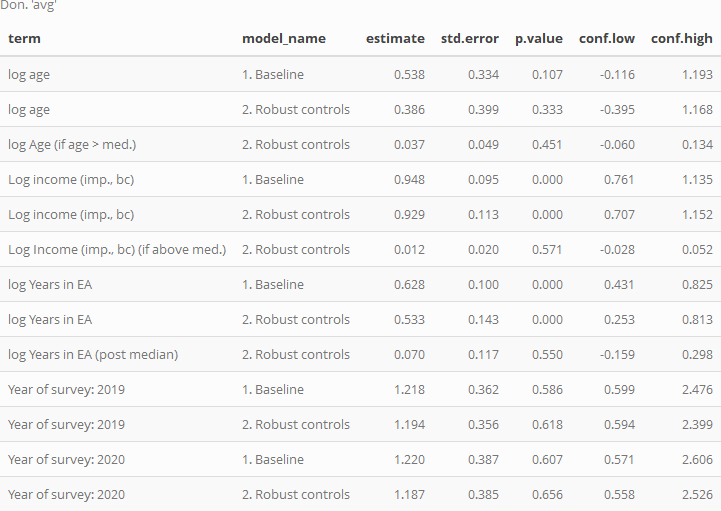 Don. 'avg'
term model_name estimate std.error p.value conf.low conf.high
log age 1. Baseline 0.538 0.334 0.107 -0.116 1.193
log age 2. Robust controls 0.386 0.399 0.333 -0.395 1.168
log Age (if age > med.) 2. Robust controls 0.037 0.049 0.451 -0.060 0.134
Log income (imp., bc) 1. Baseline 0.948 0.095 0.000 0.761 1.135
Log income (imp., bc) 2. Robust controls 0.929 0.113 0.000 0.707 1.152
Log Income (imp., bc) (if above med.) 2. Robust controls 0.012 0.020 0.571 -0.028 0.052
log Years in EA 1. Baseline 0.628 0.100 0.000 0.431 0.825
log Years in EA 2. Robust controls 0.533 0.143 0.000 0.253 0.813
log Years in EA (post median) 2. Robust controls 0.070 0.117 0.550 -0.159 0.298
Year of survey: 2019 1. Baseline 1.218 0.362 0.586 0.599 2.476
Year of survey: 2019 2. Robust controls 1.194 0.356 0.618 0.594 2.399
Year of survey: 2020 1. Baseline 1.220 0.387 0.607 0.571 2.606
Year of survey: 2020 2. Robust controls 1.187 0.385 0.656 0.558 2.526